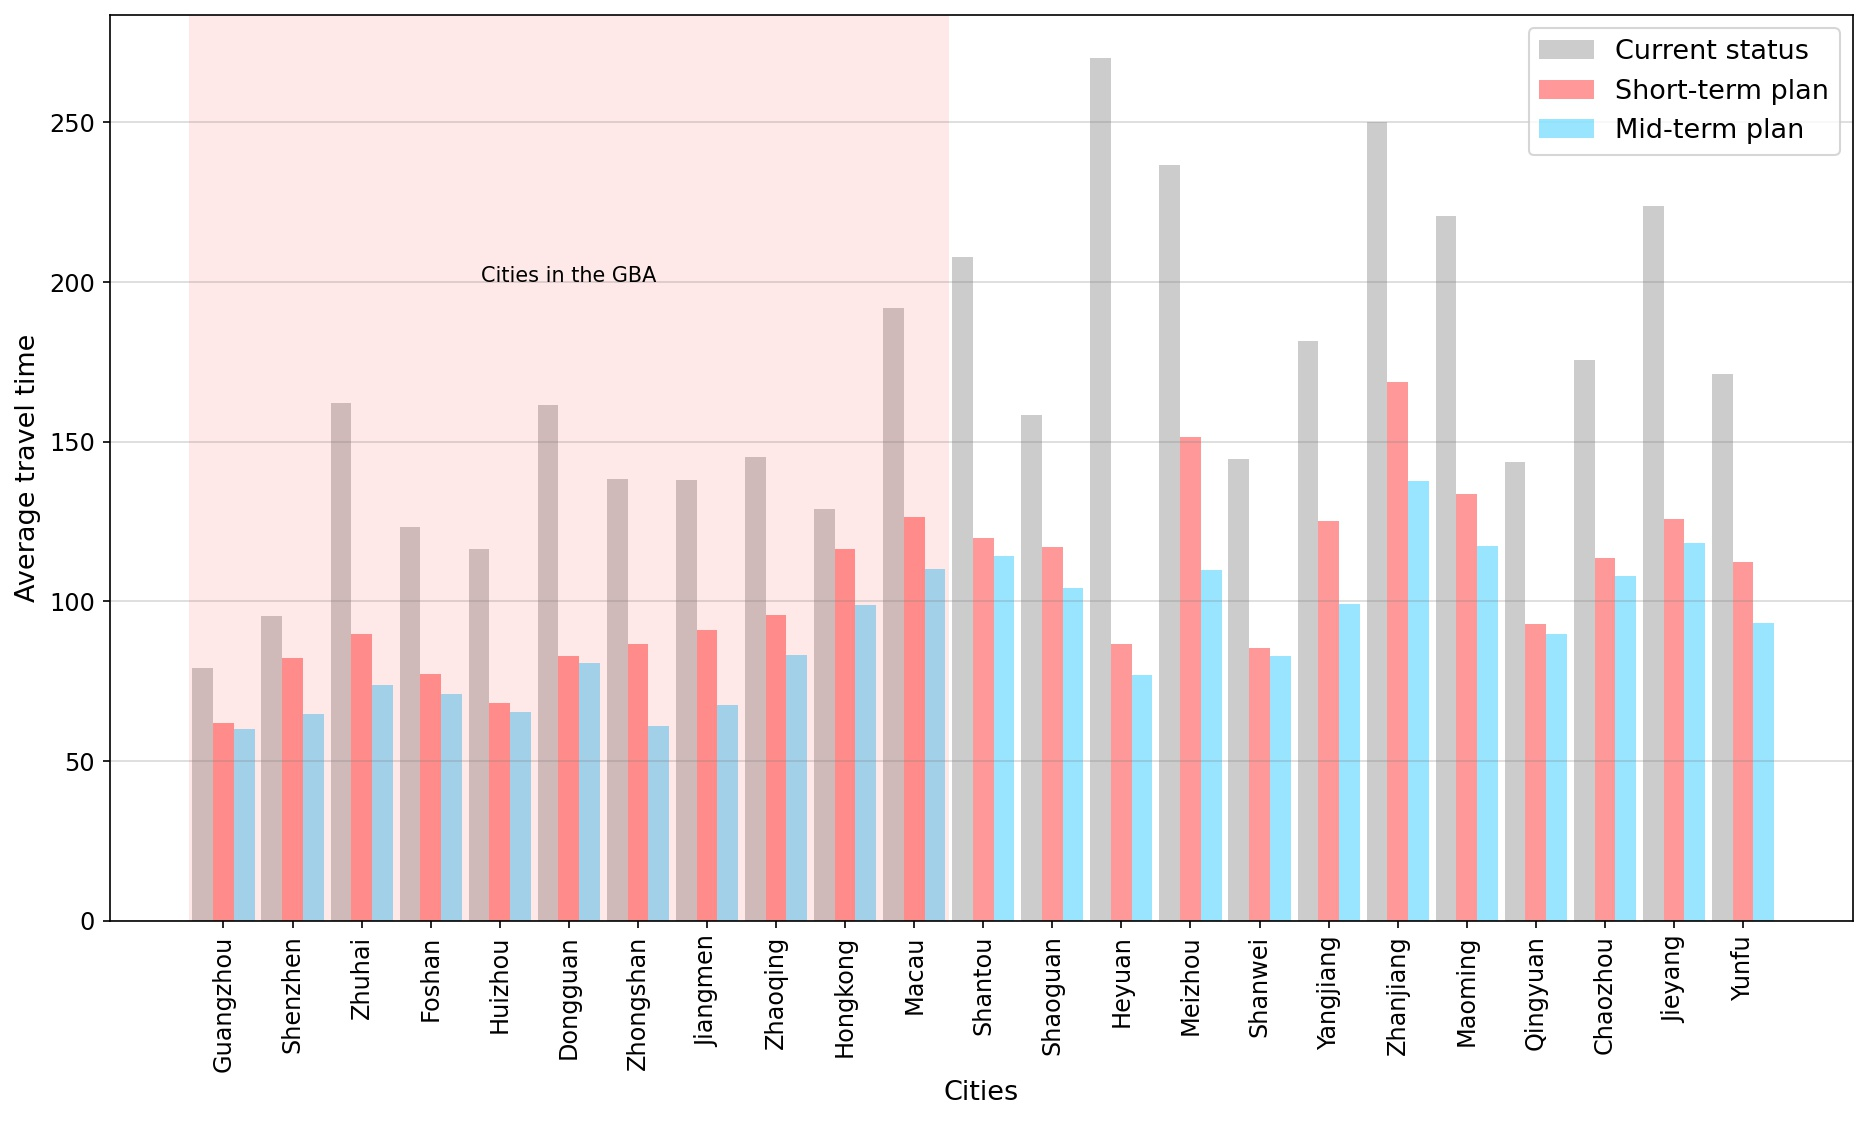 Current status
Short-term plan
Mid-term plan
250
200
150
100
50
0
Average travel time
Cities in the GBA
Guangzhou
Shenzhen
Zhuhai
Foshan
Huizhou
Dongguan
Zhongshan
Jiangmen
Zhaoqing
Hongkong
Macau
Shantou
Shaoguan
Heyuan
Meizhou
Shanwei
Yangjiang
Zhanjiang
Maoming
Qingyuan
Chaozhou
Jieyang
Yunfu
Cities